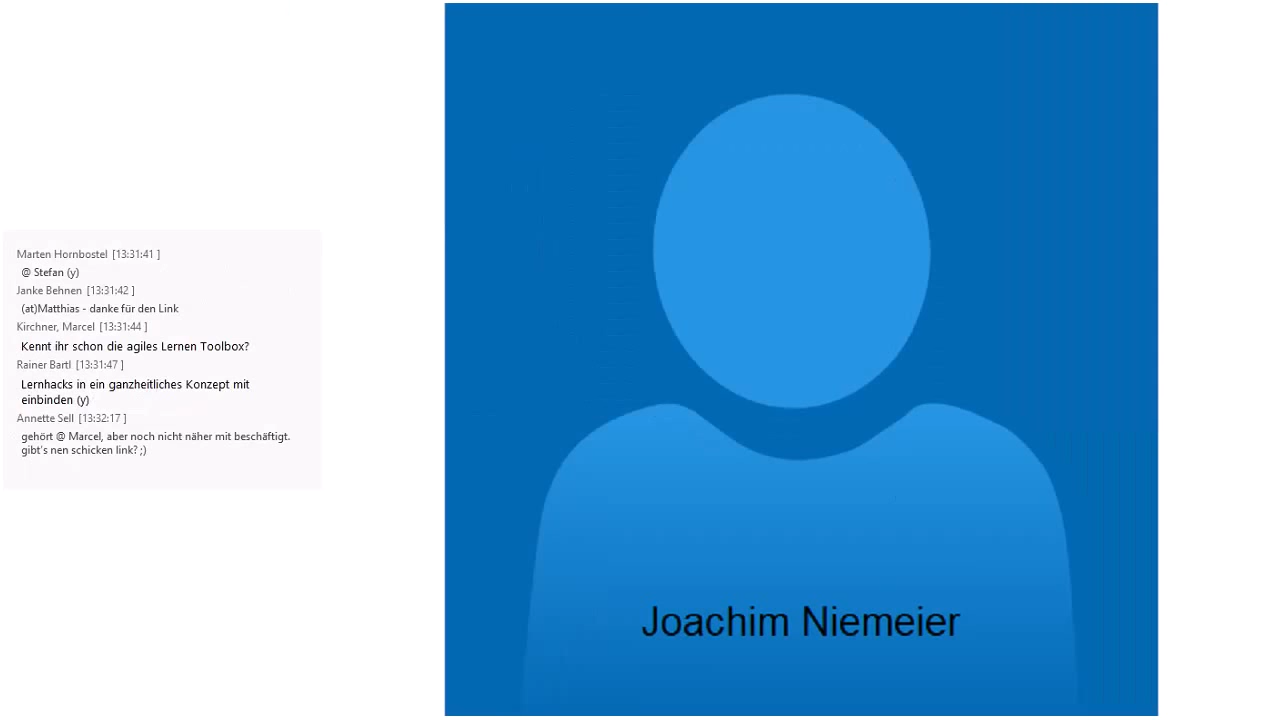 Marten Hornbostel [13:31:41 ]
@ Stefan (y)
Janke Behnen [13:31:42 ]
(at)Matthias - danke für den Link
Kirchner, Marcel [13:31:44 ]
Kennt ihr schon die agiles Lernen Toolbox?
Rainer Bartl [13:31:47 ]
Lernhacks in ein ganzheitliches Konzept mit
einbinden (y)
Annette Sell [13:32:17 ]
gehört @ Marcel, aber noch nicht näher mit beschäftigt.
gibt's nen schicken link? ;)
Joachim Niemeier